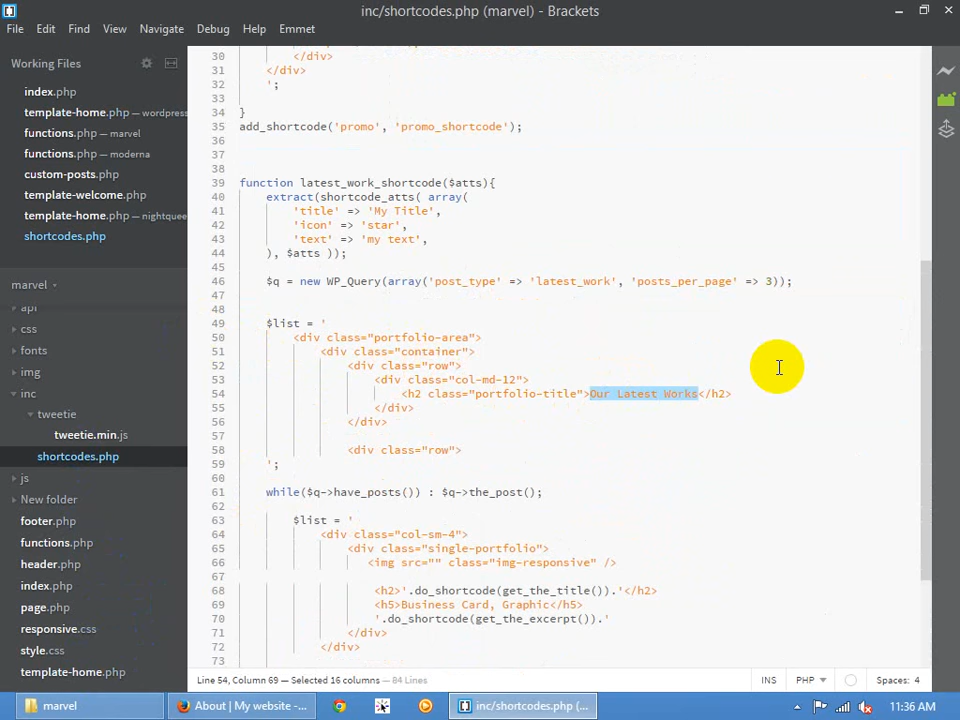 inc/shortcodes.php (marvel) - Brackets
File Edit Find View Navigate Debug Help Emmet
Working Files
index.php
template-home.php — wordpress
functions.php — marvel
functions.php — moderna
custom-posts.php
template-welcome.php
template-home.php — nightquee
shortcodes.php
marvel
api
css
fonts
img
inc
tweetie
tweetie.min.js
shortcodes.php
js
New folder
footer.php
functions.php
header.php
index.php
page.php
responsive.css
style.css
template-home.php
30 </div>
31 </div>
32 ';
33
34 }
35 add_shortcode('promo', 'promo_shortcode');
36
37
38
39 function latest_work_shortcode($atts){
40 extract(shortcode_atts( array(
41 'title' => 'My Title',
42 'icon' => 'star',
43 'text' => 'my text',
44 ), $atts ));
45
46 $q = new WP_Query(array('post_type' => 'latest_work', 'posts_per_page' => 3));
47
48
49 $list = '
50 <div class="portfolio-area">
51 <div class="container">
52 <div class="row">
53 <div class="col-md-12">
54 <h2 class="portfolio-title">Our Latest Works</h2>
55 </div>
56 </div>
57
58 <div class="row">
59 ';
60
61 while($q->have_posts()) : $q->the_post();
62
63 $list = '
64 <div class="col-sm-4">
65 <div class="single-portfolio">
66 <img src="" class="img-responsive" />
67
68 <h2>'.do_shortcode(get_the_title()).'</h2>
69 <h5>Business Card, Graphic</h5>
70 '.do_shortcode(get_the_excerpt()).'
71 </div>
72 </div>
73
Line 54, Column 69 — Selected 16 columns — 84 Lines
INS PHP Spaces: 4
marvel
About | My website -...
inc/shortcodes.php (...
11:36 AM